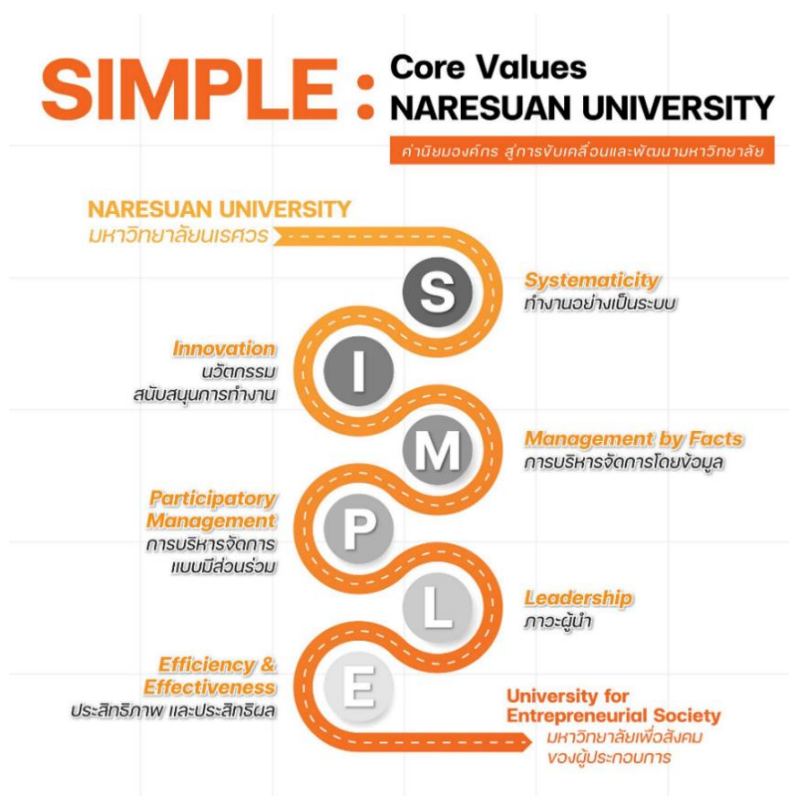 SIMPLE : Core Values
NARESUAN UNIVERSITY
ค่านิยมองค์กร สู่การขับเคลื่อนและพัฒนามหาวิทยาลัย
NARESUAN UNIVERSITY
มหาวิทยาลัยนเรศวร
S
Systematicity
ทำงานอย่างเป็นระบบ
I
Innovation
นวัตกรรม
สนับสนุนการทำงาน
M
Management by Facts
การบริหารจัดการโดยข้อมูล
P
Participatory
Management
การบริหารจัดการ
แบบมีส่วนร่วม
L
Leadership
ภาวะผู้นำ
E
Efficiency &
Effectiveness
ประสิทธิภาพ และประสิทธิผล
University for
Entrepreneurial Society
มหาวิทยาลัยเพื่อสังคม
ของผู้ประกอบการ